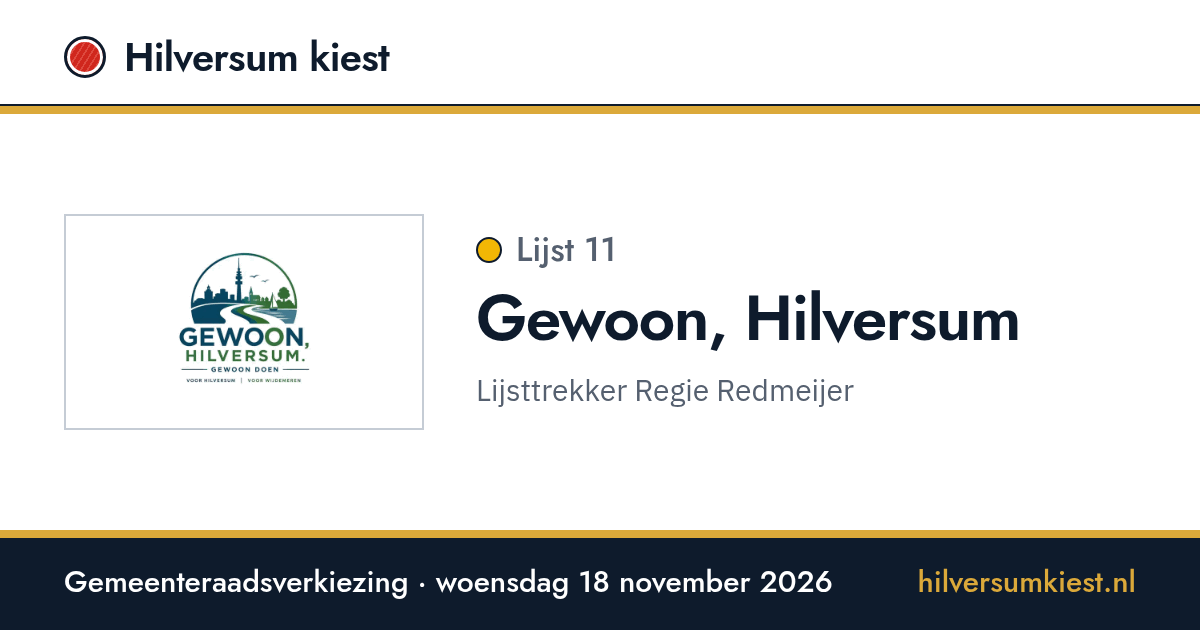 Hilversum kiest
GEWOON,
HILVERSUM.
GEWOON DOEN
VOOR HILVERSUM | VOOR WIJDEMEREN
Lijst 11
Gewoon, Hilversum
Lijsttrekker Regie Redmeijer
Gemeenteraadsverkiezing · woensdag 18 november 2026
hilversumkiest.nl